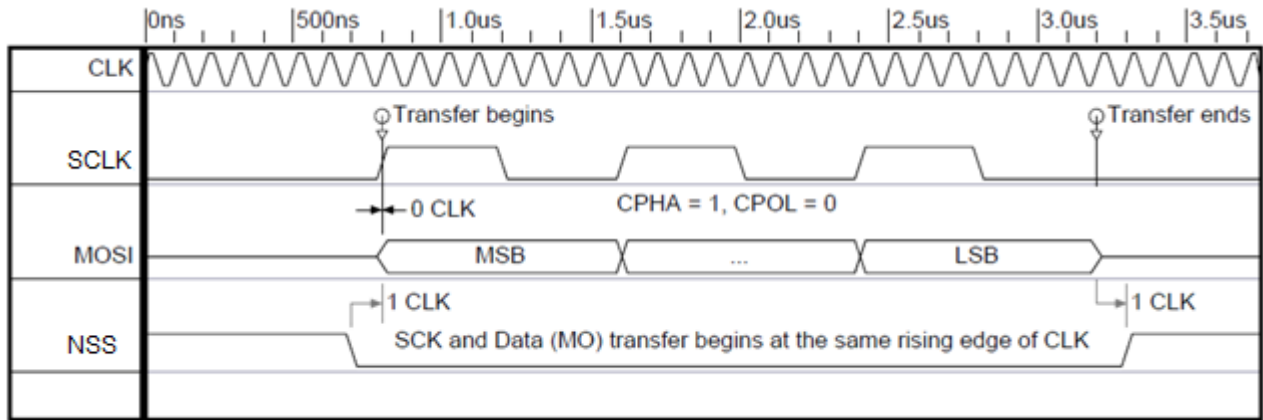 0ns 500ns 1.0us 1.5us 2.0us 2.5us 3.0us 3.5us
CLK
Transfer begins Transfer ends
SCLK
0 CLK CPHA = 1, CPOL = 0
MOSI MSB ... LSB
1 CLK 1 CLK
NSS SCK and Data (MO) transfer begins at the same rising edge of CLK